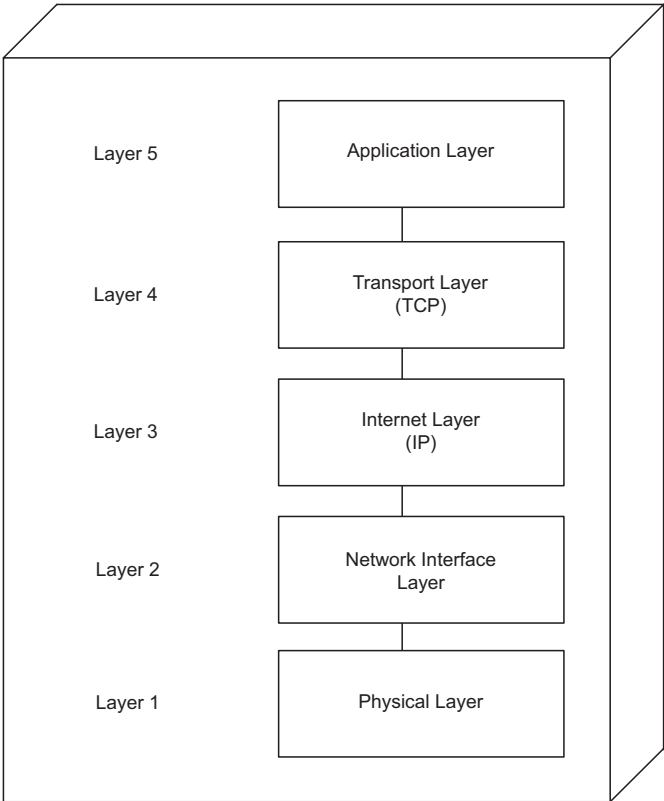 Layer 5
Application Layer
Layer 4
Transport Layer
(TCP)
Layer 3
Internet Layer
(IP)
Layer 2
Network Interface
Layer
Layer 1
Physical Layer